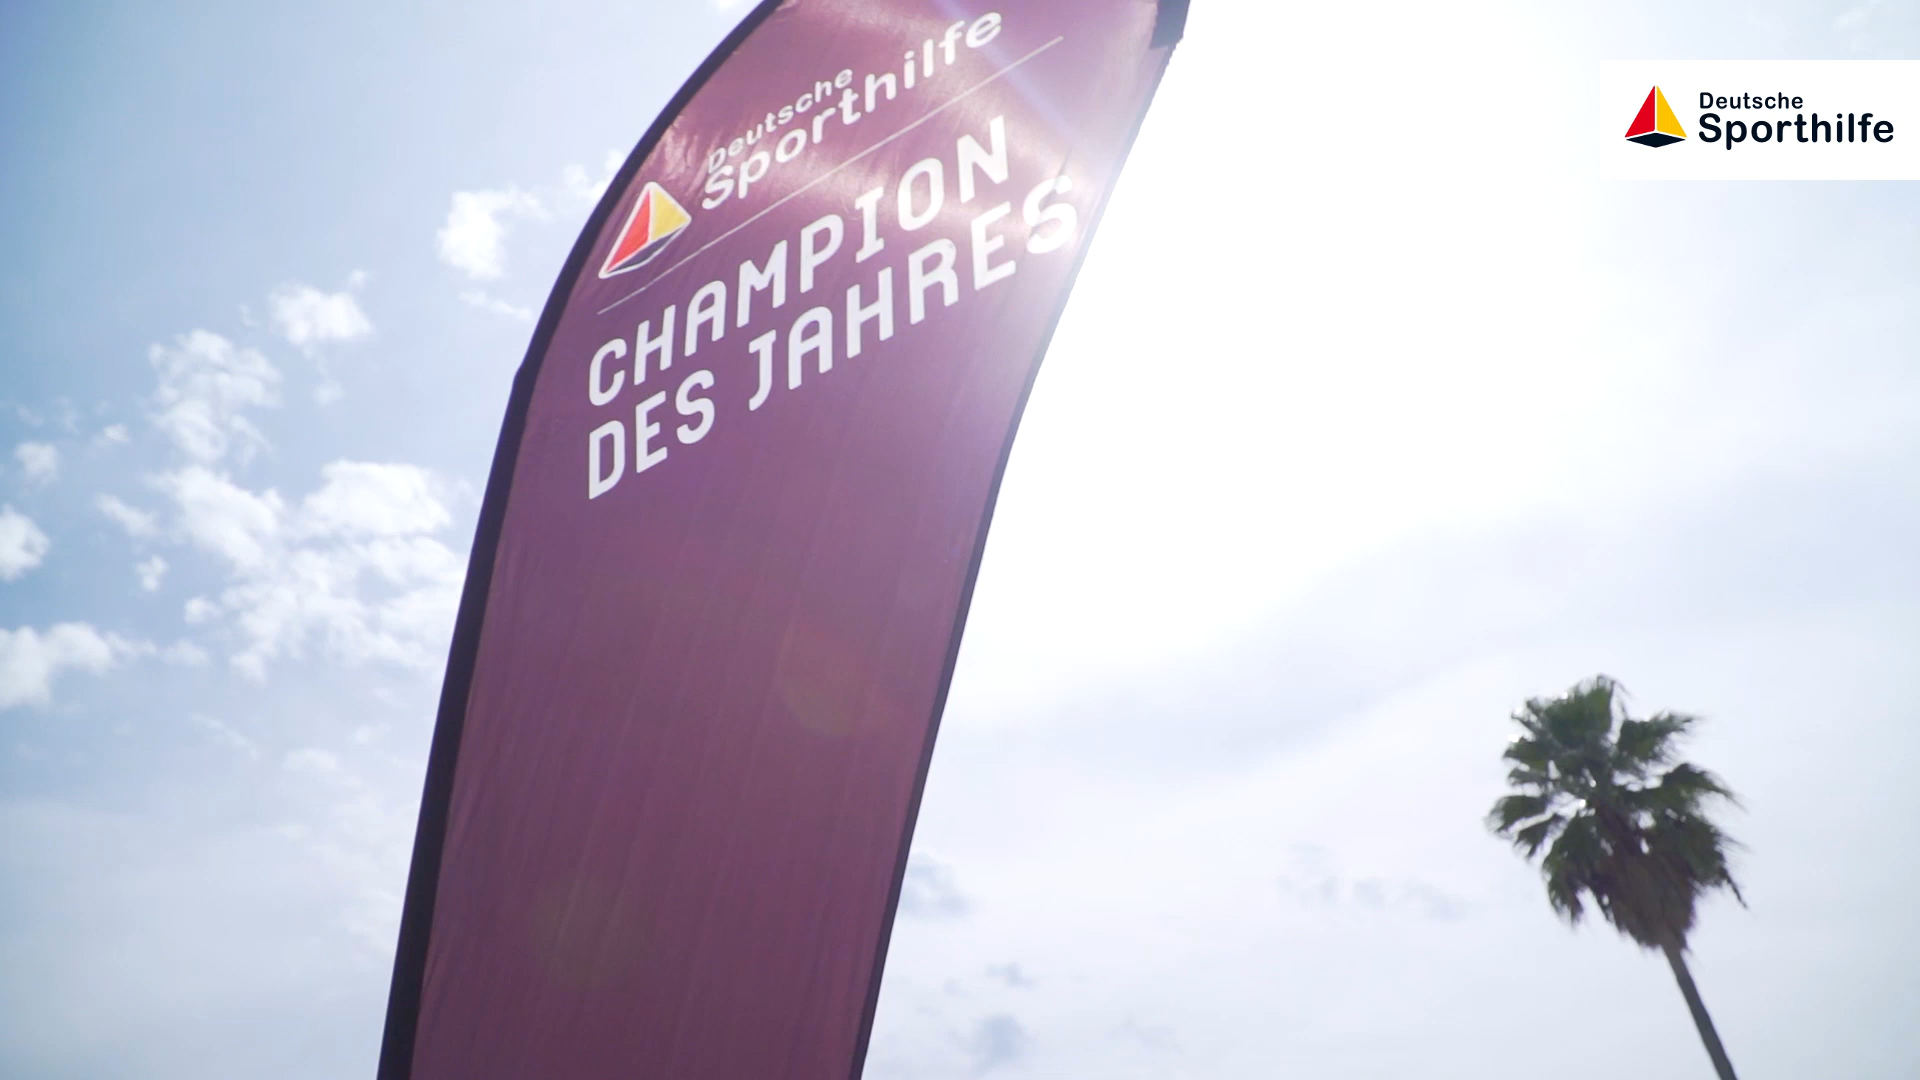 Deutsche
Sporthilfe
CHAMPION
DES JAHRES
Deutsche
Sporthilfe